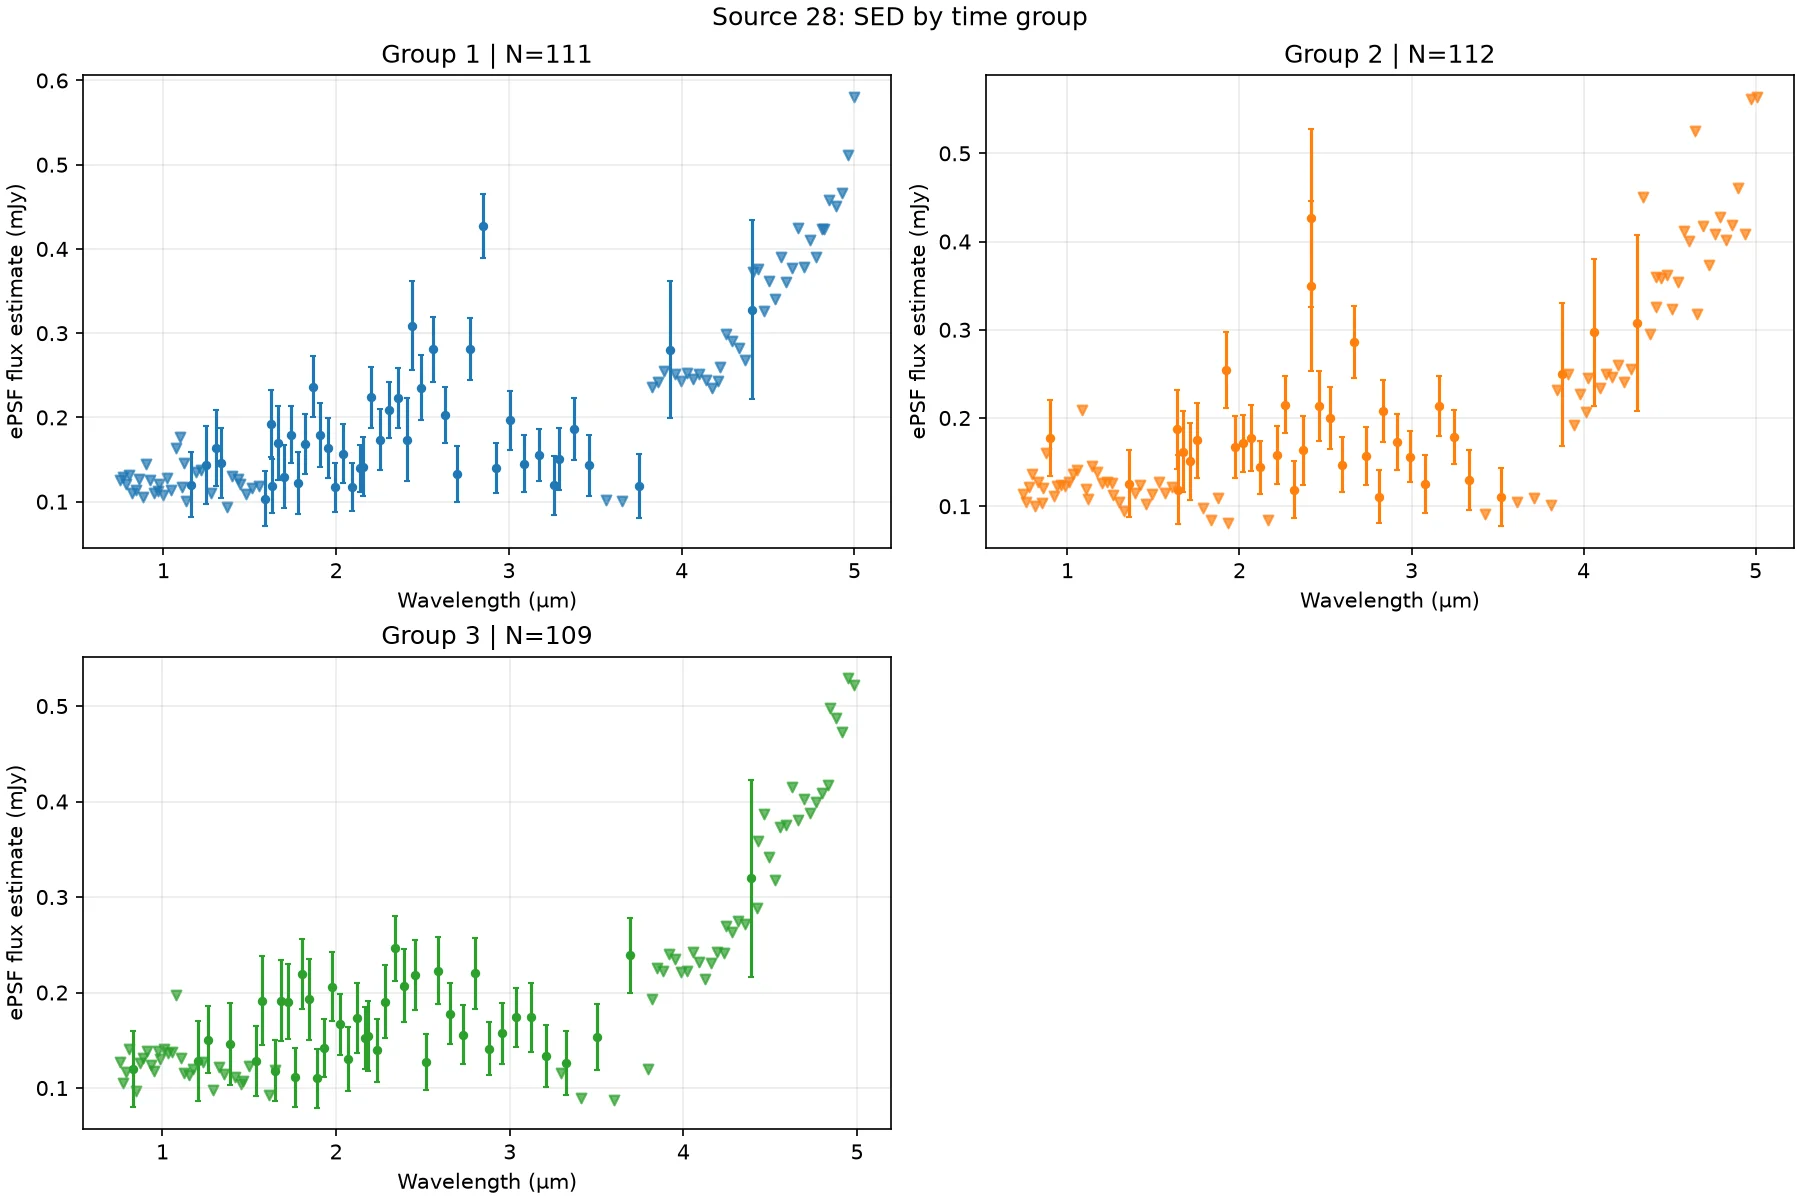 Source 28: SED by time group
Group 1 | N=111
0.6
0.5
0.4
0.3
0.2
0.1
ePSF flux estimate (mJy)
1 2 3 4 5
Wavelength (μm)
Group 2 | N=112
0.5
0.4
0.3
0.2
0.1
ePSF flux estimate (mJy)
1 2 3 4 5
Wavelength (μm)
Group 3 | N=109
0.5
0.4
0.3
0.2
0.1
ePSF flux estimate (mJy)
1 2 3 4 5
Wavelength (μm)